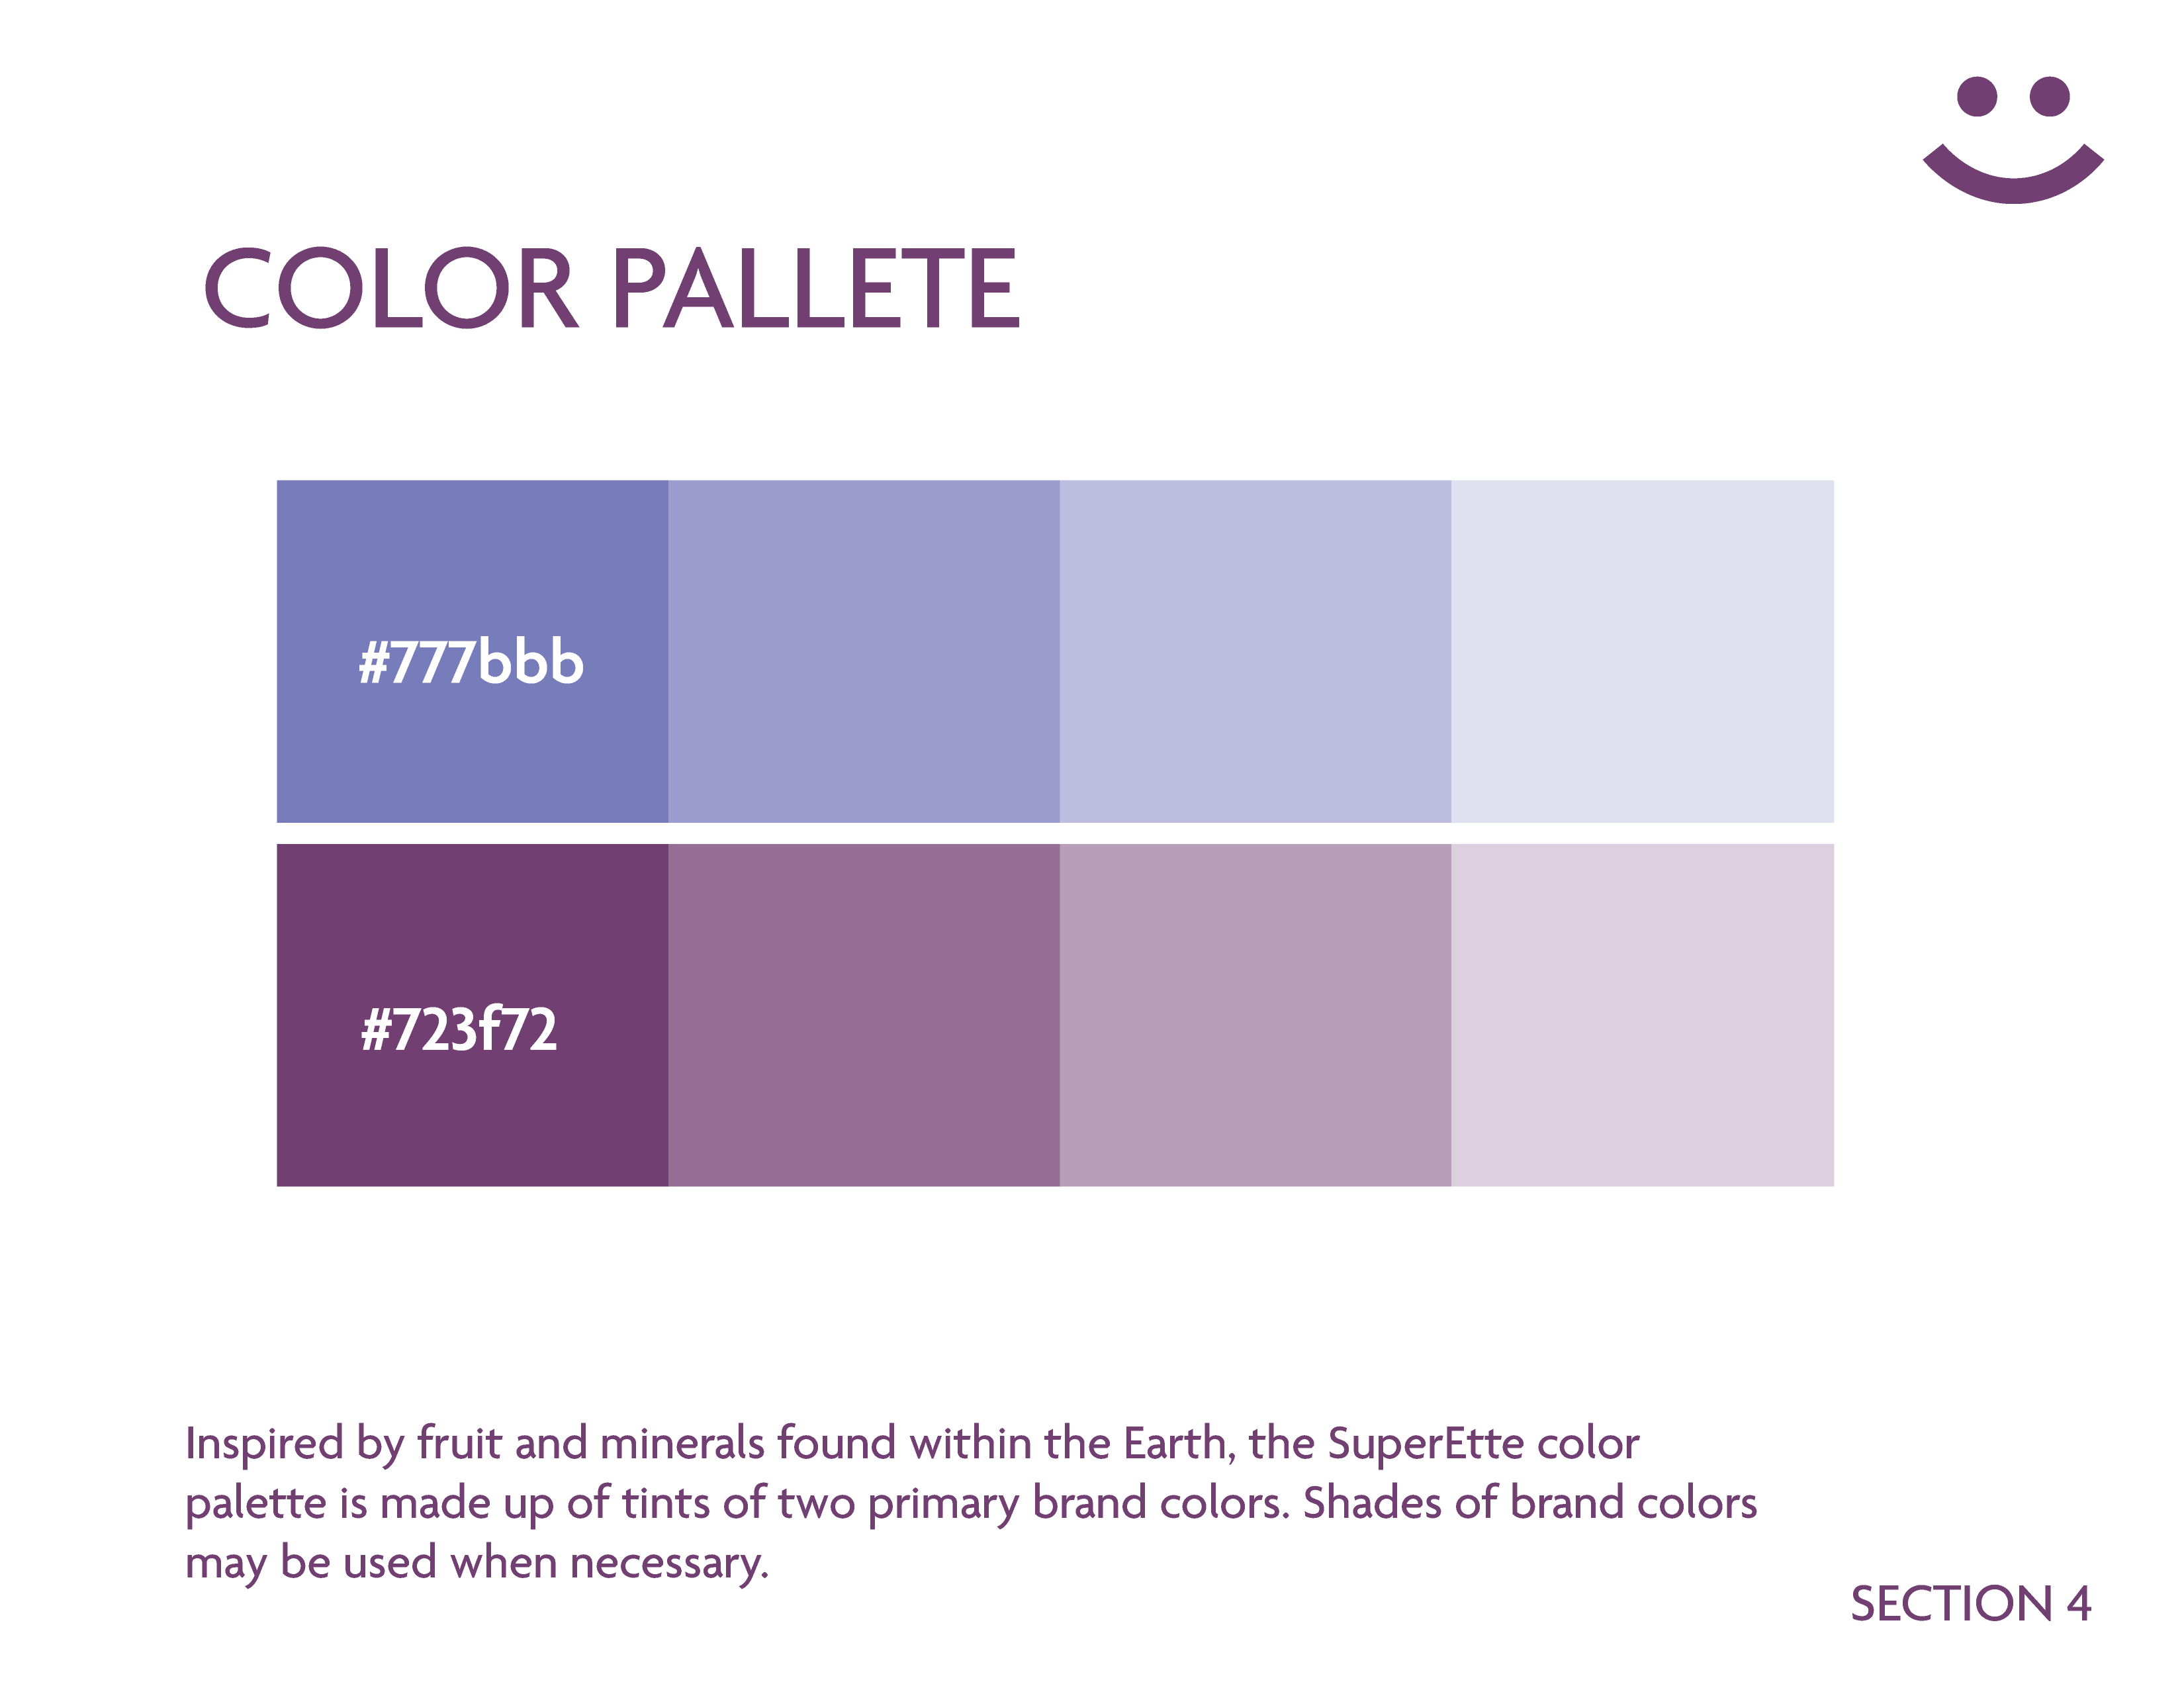 COLOR PALLETE
#777bbb
#723f72
Inspired by fruit and minerals found within the Earth, the SuperEtte color
palette is made up of tints of two primary brand colors. Shades of brand colors
may be used when necessary.
SECTION 4